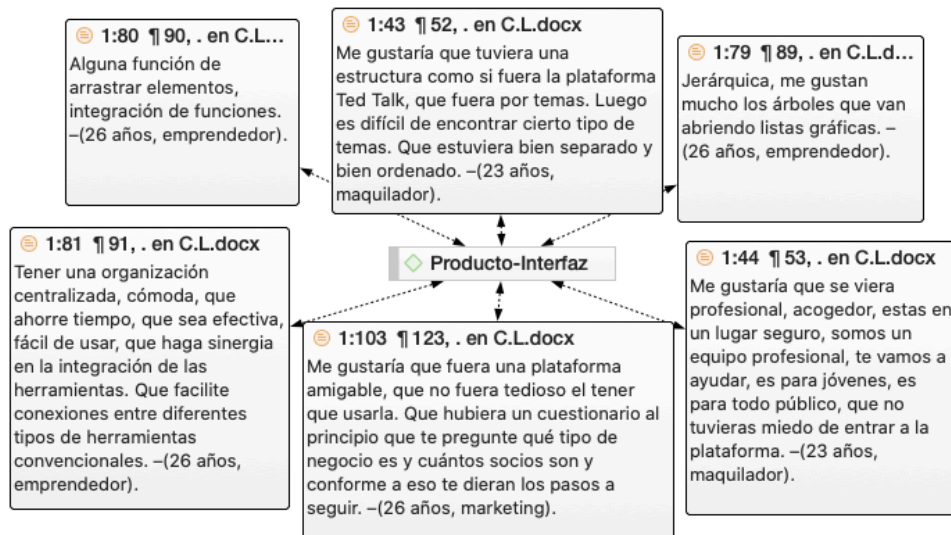 1:80 ¶ 90, . en C.L...
Alguna función de
arrastrar elementos,
integración de funciones.
–(26 años, emprendedor).
1:43 ¶ 52, . en C.L.docx
Me gustaría que tuviera una
estructura como si fuera la plataforma
Ted Talk, que fuera por temas. Luego
es difícil de encontrar cierto tipo de
temas. Que estuviera bien separado y
bien ordenado. –(23 años,
maquilador).
1:79 ¶ 89, . en C.L.d...
Jerárquica, me gustan
mucho los árboles que van
abriendo listas gráficas. –
(26 años, emprendedor).
Producto-Interfaz
1:81 ¶ 91, . en C.L.docx
Tener una organización
centralizada, cómoda, que
ahorre tiempo, que sea efectiva,
fácil de usar, que haga sinergia
en la integración de las
herramientas. Que facilite
conexiones entre diferentes
tipos de herramientas
convencionales. –(26 años,
emprendedor).
1:103 ¶ 123, . en C.L.docx
Me gustaría que fuera una plataforma
amigable, que no fuera tedioso el tener
que usarla. Que hubiera un cuestionario al
principio que te pregunte qué tipo de
negocio es y cuántos socios son y
conforme a eso te dieran los pasos a
seguir. –(26 años, marketing).
1:44 ¶ 53, . en C.L.docx
Me gustaría que se viera
profesional, acogedor, estas en
un lugar seguro, somos un
equipo profesional, te vamos a
ayudar, es para jóvenes, es
para todo público, que no
tuvieras miedo de entrar a la
plataforma. –(23 años,
maquilador).